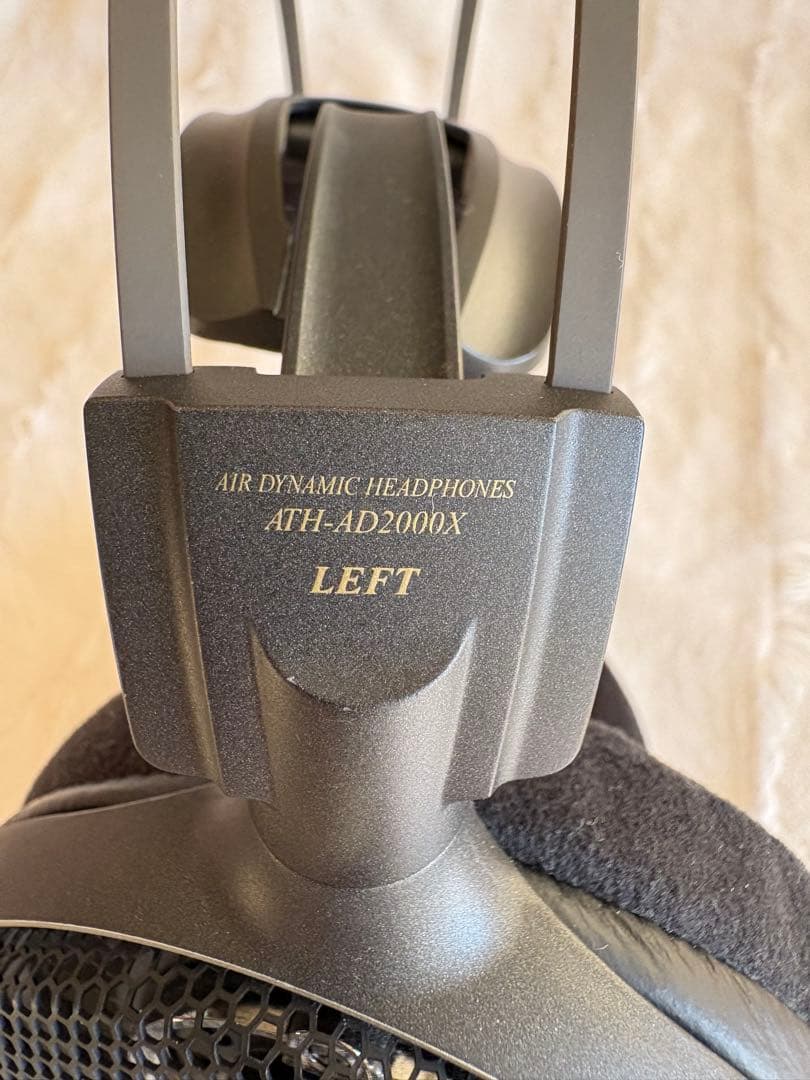 AIR DYNAMIC HEADPHONES
ATH-AD2000X
LEFT